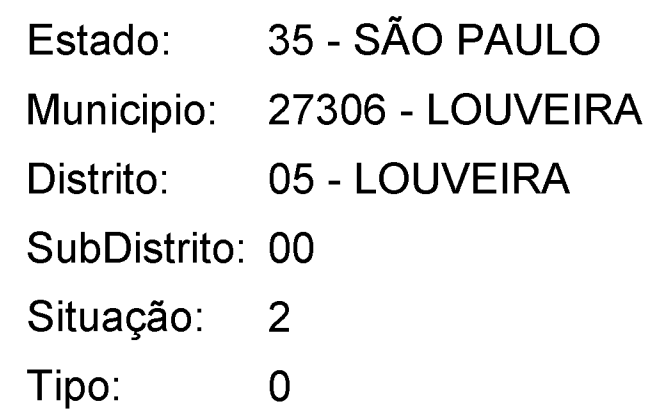 Estado: 35 - SÃO PAULO
Municipio: 27306 - LOUVEIRA
Distrito: 05 - LOUVEIRA
SubDistrito: 00
Situação: 2
Tipo: 0